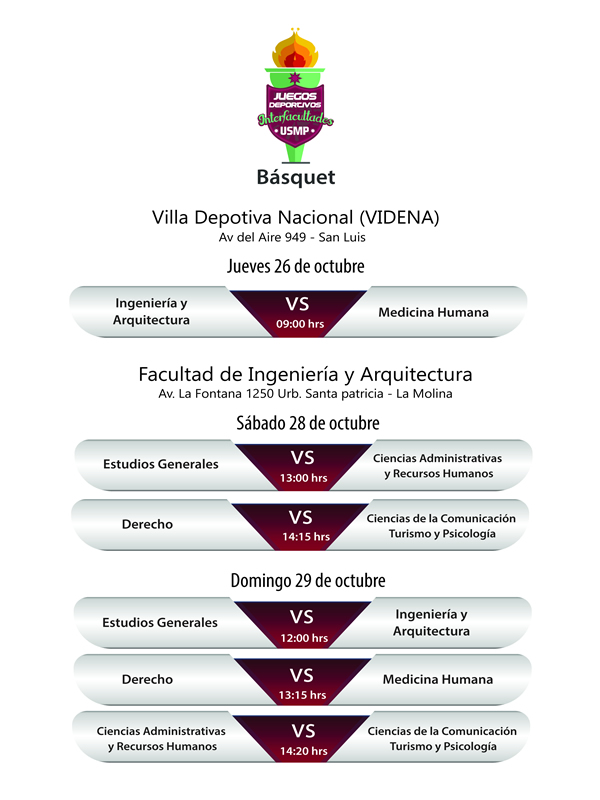 JUEGOS
DEPORTIVOS
Interfacultades
USMP
Básquet
Villa Depotiva Nacional (VIDENA)
Av del Aire 949 - San Luis
Jueves 26 de octubre
Ingeniería y
Arquitectura
VS
09:00 hrs
Medicina Humana
Facultad de Ingeniería y Arquitectura
Av. La Fontana 1250 Urb. Santa patricia - La Molina
Sábado 28 de octubre
Estudios Generales
VS
13:00 hrs
Ciencias Administrativas
y Recursos Humanos
Derecho
VS
14:15 hrs
Ciencias de la Comunicación
Turismo y Psicología
Domingo 29 de octubre
Estudios Generales
VS
12:00 hrs
Ingeniería y
Arquitectura
Derecho
VS
13:15 hrs
Medicina Humana
Ciencias Administrativas
y Recursos Humanos
VS
14:20 hrs
Ciencias de la Comunicación
Turismo y Psicología